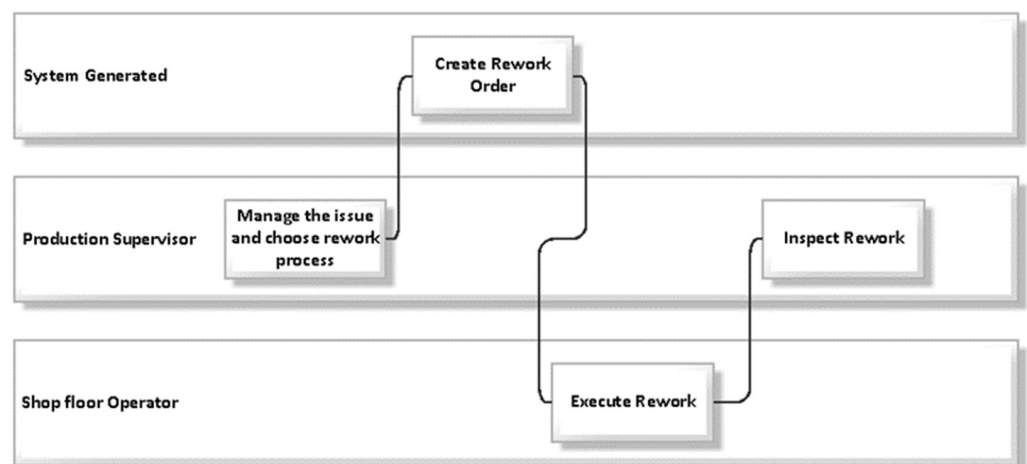 System Generated
Create Rework
Order
Production Supervisor
Manage the issue
and choose rework
process
Inspect Rework
Shop floor Operator
Execute Rework